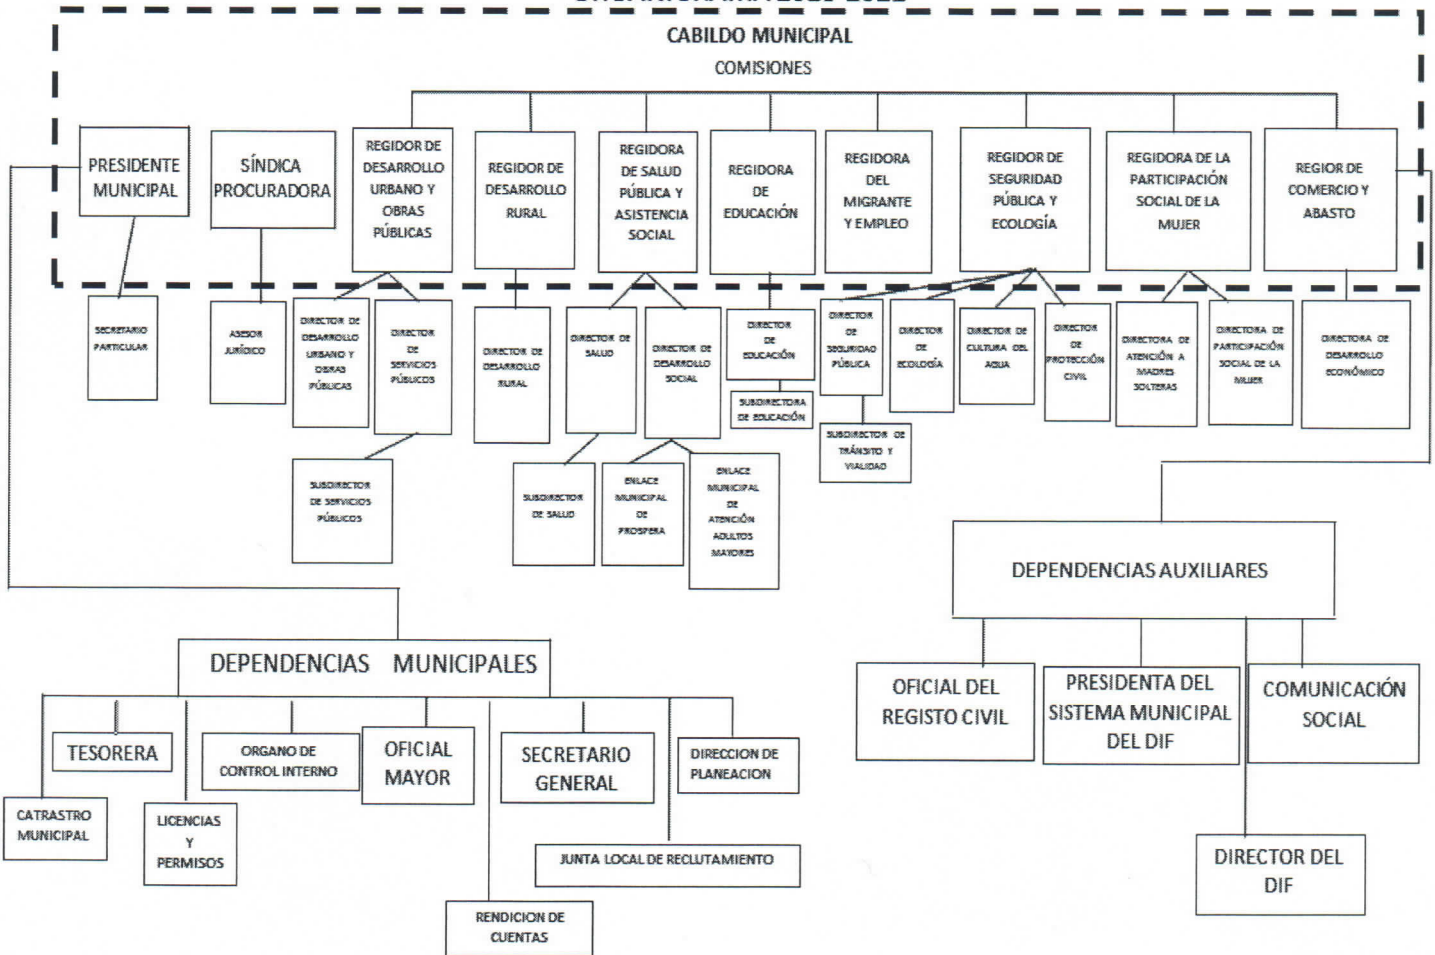 CABILDO MUNICIPAL
COMISIONES
PRESIDENTE
MUNICIPAL
SÍNDICA
PROCURADORA
REGIDOR DE
DESARROLLO
URBANO Y
OBRAS
PÚBLICAS
REGIDOR DE
DESARROLLO
RURAL
REGIDORA
DE SALUD
PÚBLICA Y
ASISTENCIA
SOCIAL
REGIDORA
DE
EDUCACIÓN
REGIDORA
DEL
MIGRANTE
Y EMPLEO
REGIDOR DE
SEGURIDAD
PÚBLICA Y
ECOLOGÍA
REGIDORA DE LA
PARTICIPACIÓN
SOCIAL DE LA
MUJER
REGIOR DE
COMERCIO Y
ABASTO
SECRETARIO
PARTICULAR
ASESOR
JURÍDICO
DIRECTOR DE
DESARROLLO
URBANO Y
OBRAS
PÚBLICAS
DIRECTOR
DE
SERVICIOS
PÚBLICOS
DIRECTOR DE
DESARROLLO
RURAL
DIRECTOR DE
SALUD
DIRECTOR DE
DESARROLLO
SOCIAL
DIRECTOR
DE
EDUCACIÓN
SUBDIRECTORA
DE EDUCACIÓN
DIRECTOR
DE
SEGURIDAD
PÚBLICA
DIRECTOR
DE
ECOLOGÍA
DIRECTOR DE
CULTURA DEL
AGUA
DIRECTOR
DE
PROTECCIÓN
CIVIL
DIRECTORA DE
ATENCIÓN A
MADRES
SOLTERAS
DIRECTORA DE
PARTICIPACIÓN
SOCIAL DE LA
MUJER
DIRECTORA DE
DESARROLLO
ECONÓMICO
SUBDIRECTOR DE
TRÁNSITO Y
VIALIDAD
SUBDIRECTOR
DE SERVICIOS
PÚBLICOS
SUBDIRECTOR
DE SALUD
ENLACE
MUNICIPAL
DE
PROSPERA
ENLACE
MUNICIPAL
DE
ATENCIÓN
ADULTOS
MAYORES
DEPENDENCIAS AUXILIARES
OFICIAL DEL
REGISTO CIVIL
PRESIDENTA DEL
SISTEMA MUNICIPAL
DEL DIF
COMUNICACIÓN
SOCIAL
DIRECTOR DEL
DIF
DEPENDENCIAS MUNICIPALES
TESORERA
ORGANO DE
CONTROL INTERNO
OFICIAL
MAYOR
SECRETARIO
GENERAL
DIRECCION DE
PLANEACION
CATRASTRO
MUNICIPAL
LICENCIAS
Y
PERMISOS
JUNTA LOCAL DE RECLUTAMIENTO
RENDICION DE
CUENTAS